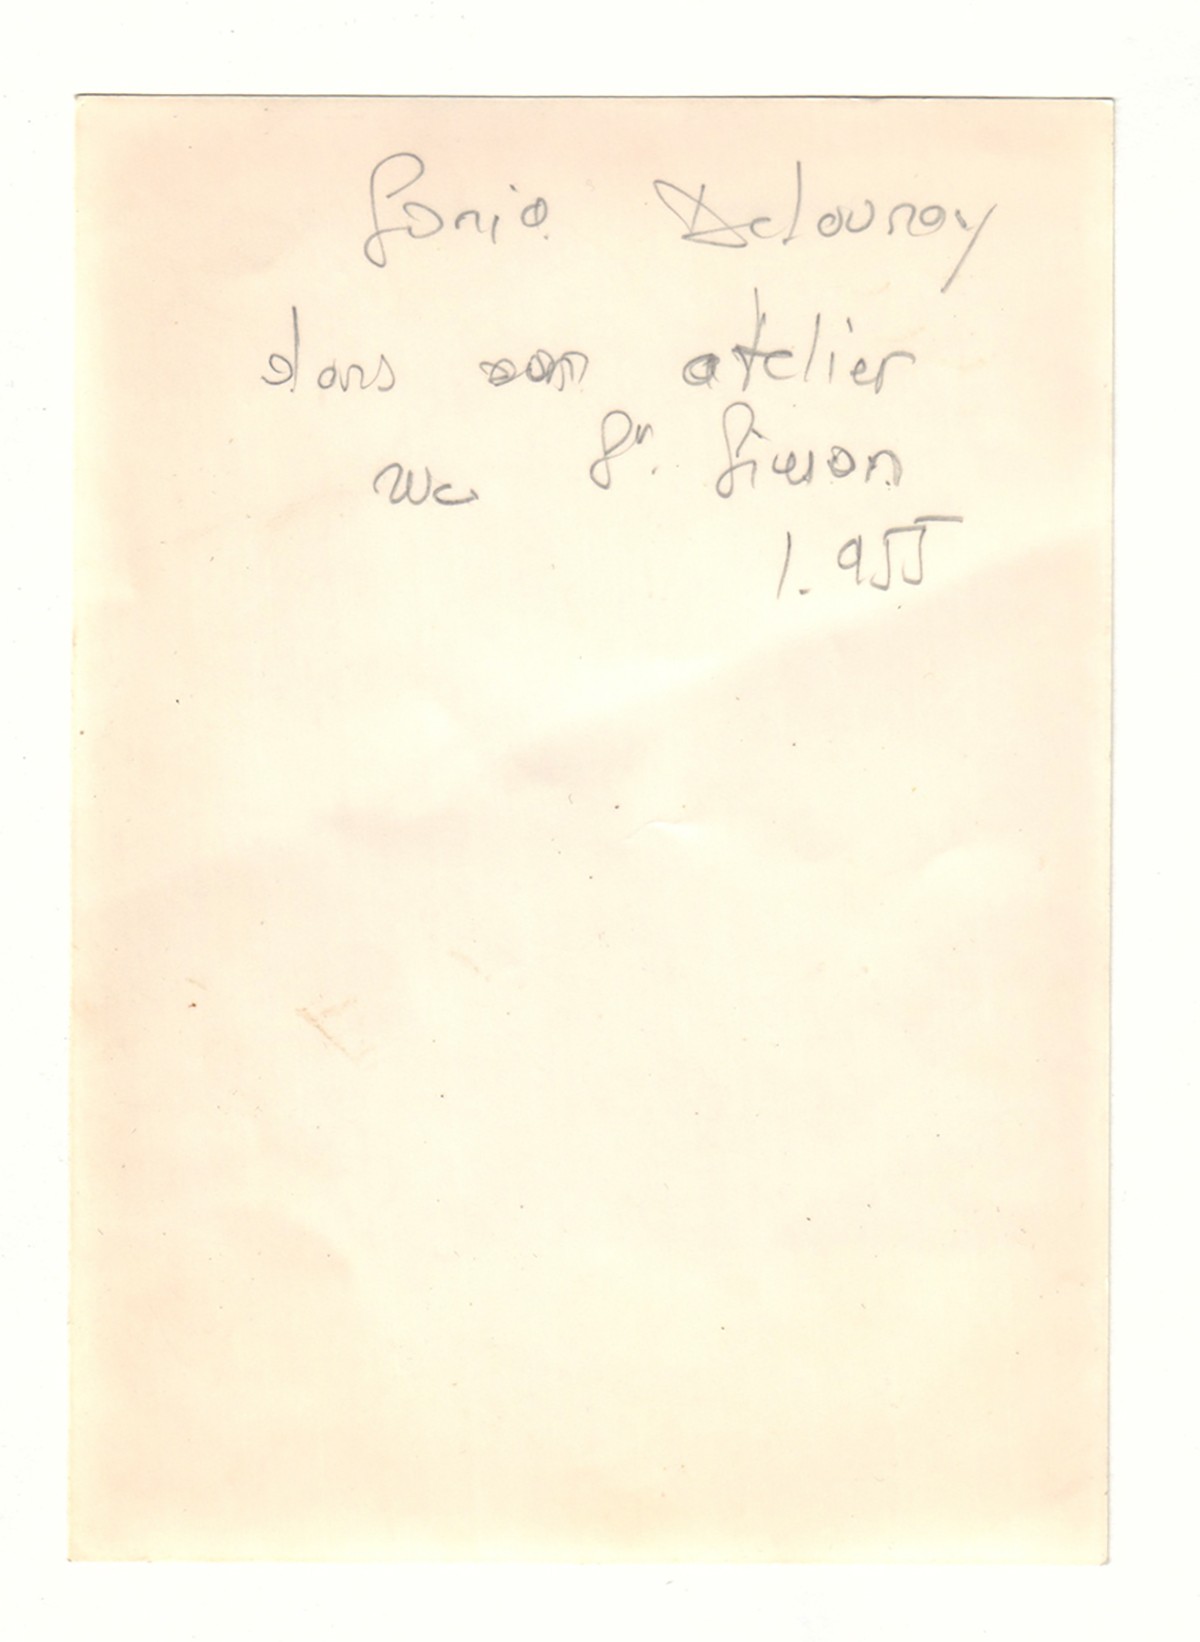 Sonia Delaunay
dans son atelier
rue St. Simon
1.955